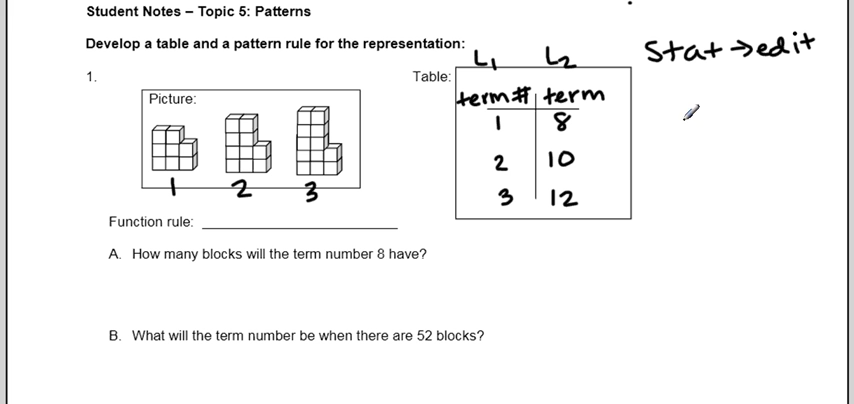 Student Notes – Topic 5: Patterns
Develop a table and a pattern rule for the representation:
L1 L2
Stat → edit
1.
Table:
Picture:
term# term
1 8
2 10
3 12
1 2 3
Function rule: ____________________
A. How many blocks will the term number 8 have?
B. What will the term number be when there are 52 blocks?